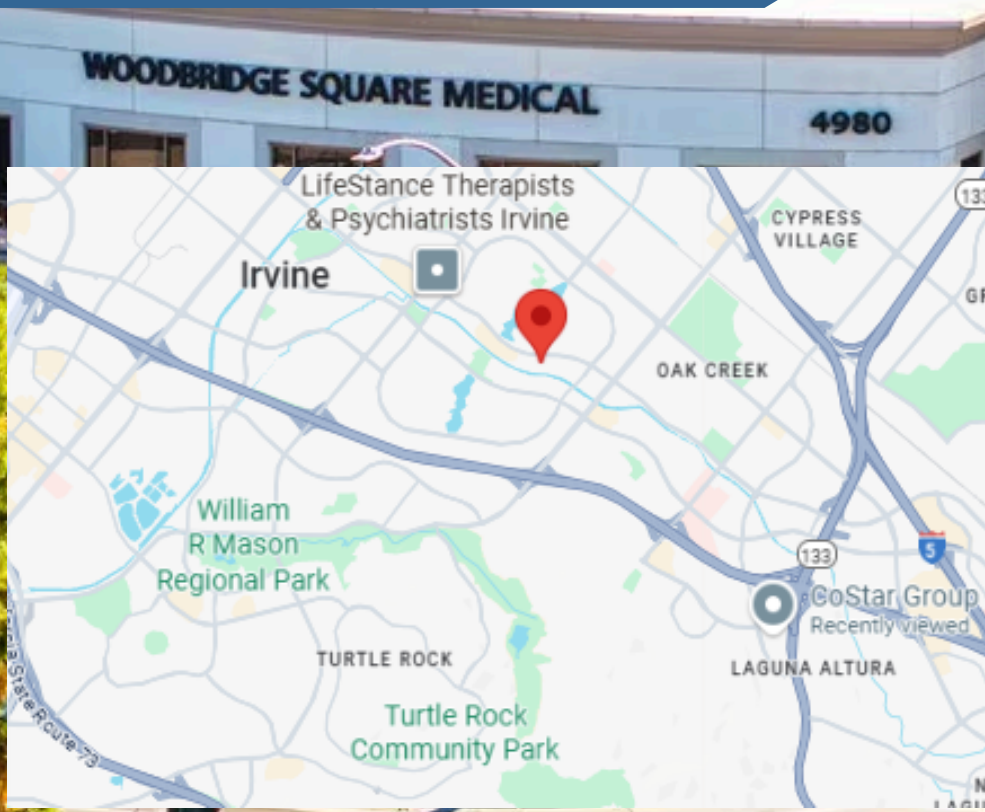 WOODBRIDGE SQUARE MEDICAL
4980
LifeStance Therapists
& Psychiatrists Irvine
133
CYPRESS
VILLAGE
Irvine
OAK CREEK
William
R Mason
Regional Park
133
5
CoStar Group
Recently viewed
TURTLE ROCK
LAGUNA ALTURA
Turtle Rock
Community Park
State Route 73